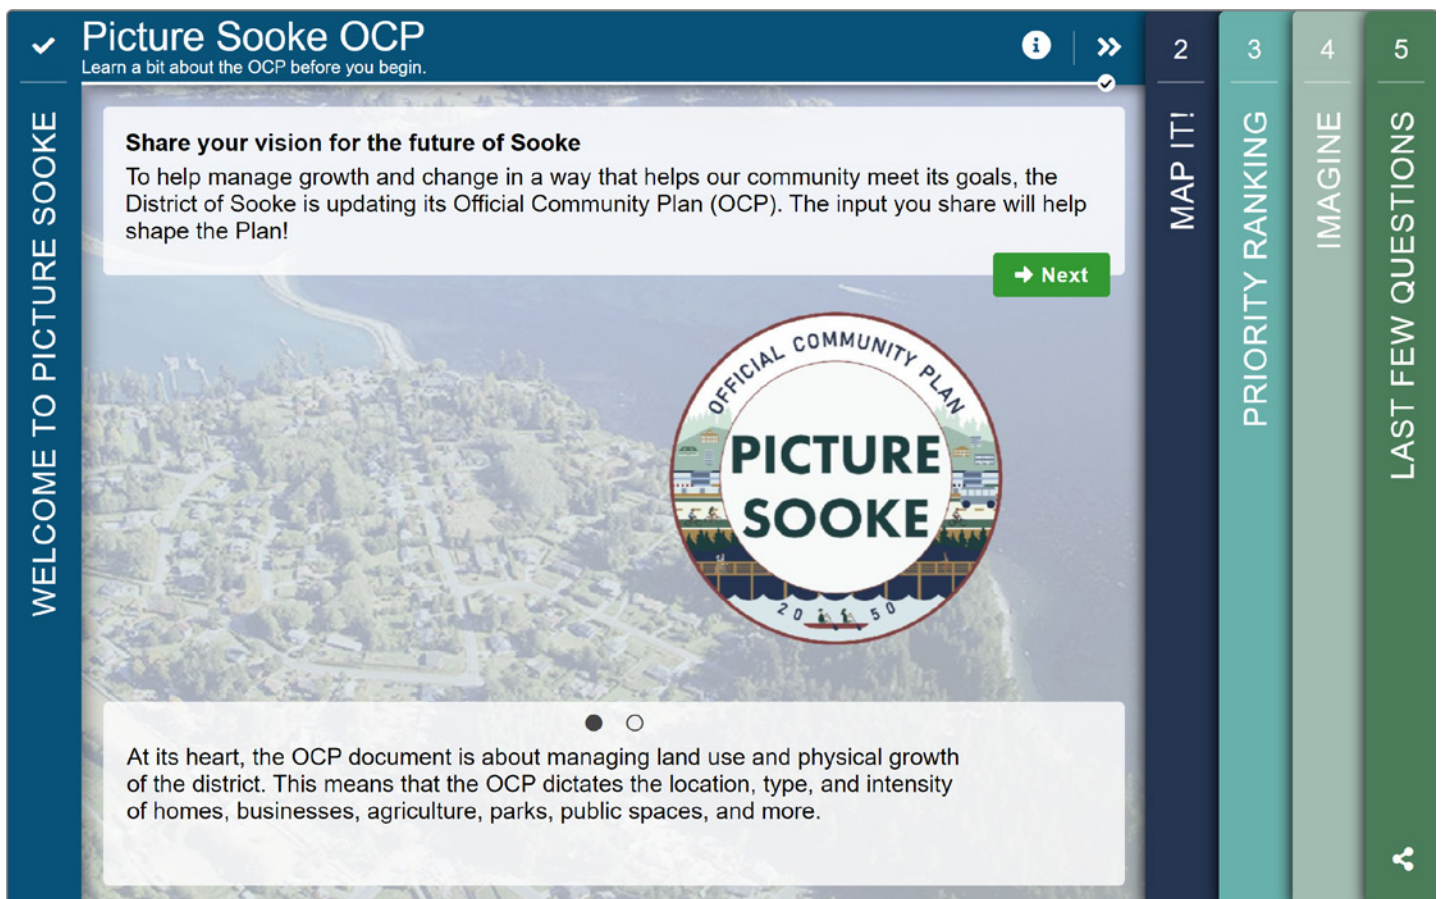 Picture Sooke OCP
Learn a bit about the OCP before you begin.
WELCOME TO PICTURE SOOKE
Share your vision for the future of Sooke
To help manage growth and change in a way that helps our community meet its goals, the
District of Sooke is updating its Official Community Plan (OCP). The input you share will help
shape the Plan!
Next
OFFICIAL COMMUNITY PLAN
PICTURE
SOOKE
20 50
At its heart, the OCP document is about managing land use and physical growth
of the district. This means that the OCP dictates the location, type, and intensity
of homes, businesses, agriculture, parks, public spaces, and more.
2
MAP IT!
3
PRIORITY RANKING
4
IMAGINE
5
LAST FEW QUESTIONS